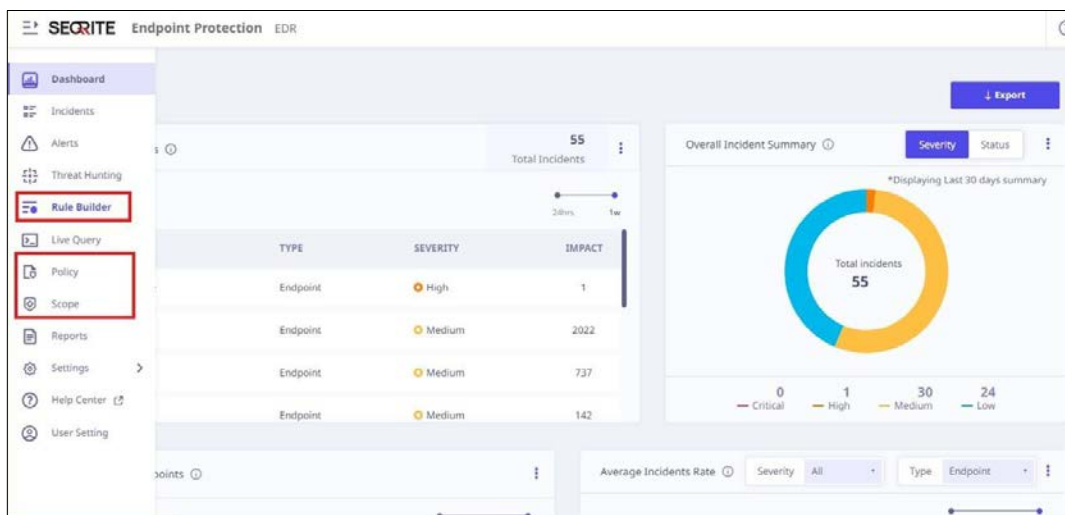 SEQRITE Endpoint Protection EDR
Dashboard
Incidents
Alerts
Threat Hunting
Rule Builder
Live Query
Policy
Scope
Reports
Settings
Help Center
User Setting
Export
s
55
Total Incidents
24hrs 1w
TYPE SEVERITY IMPACT
Endpoint High 1
Endpoint Medium 2022
Endpoint Medium 737
Endpoint Medium 142
Overall Incident Summary Severity Status
*Displaying Last 30 days summary
Total incidents
55
0 1 30 24
Critical High Medium Low
points
Average Incidents Rate Severity All Type Endpoint